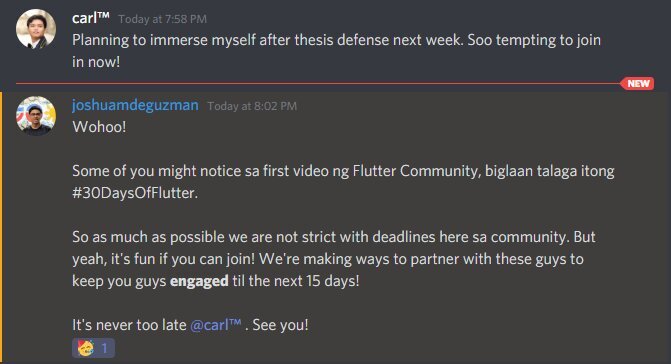 carl™ Today at 7:58 PM
Planning to immerse myself after thesis defense next week. Soo tempting to join
in now!
NEW
joshuamdeguzman Today at 8:02 PM
Wohoo!
Some of you might notice sa first video ng Flutter Community, biglaan talaga itong
#30DaysOfFlutter.
So as much as possible we are not strict with deadlines here sa community. But
yeah, it's fun if you can join! We're making ways to partner with these guys to
keep you guys engaged til the next 15 days!
It's never too late @carl™ . See you!
1